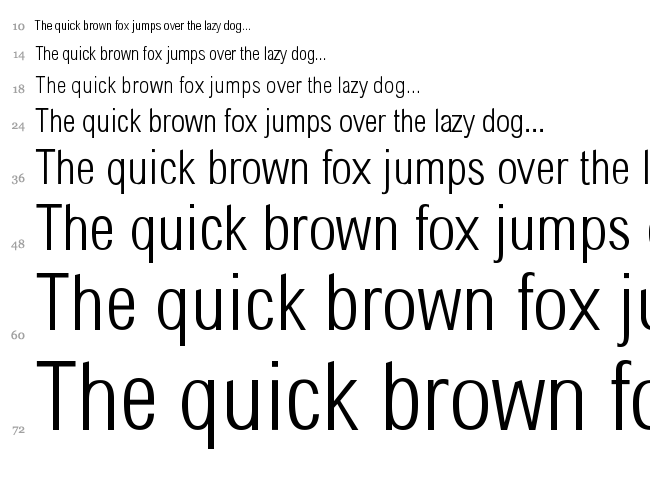 10 The quick brown fox jumps over the lazy dog...
14 The quick brown fox jumps over the lazy dog...
18 The quick brown fox jumps over the lazy dog...
24 The quick brown fox jumps over the lazy dog...
36 The quick brown fox jumps over the l
48 The quick brown fox jumps
60 The quick brown fox ju
72 The quick brown fo